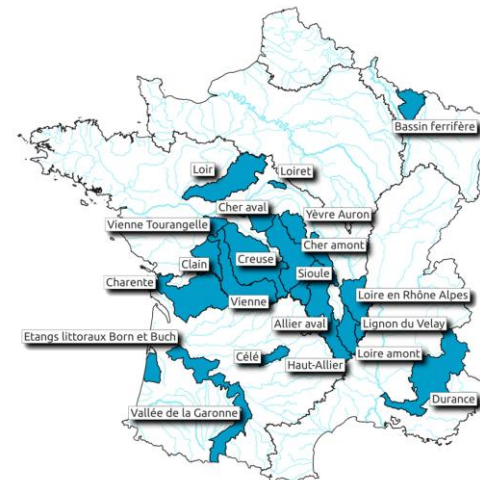 Bassin ferrifère
Loir
Loiret
Cher aval
Yèvre Auron
Vienne Tourangelle
Cher amont
Clain
Creuse
Sioule
Charente
Loire en Rhône Alpes
Vienne
Allier aval
Lignon du Velay
Etangs littoraux Born et Buch
Célé
Loire amont
Haut-Allier
Durance
Vallée de la Garonne